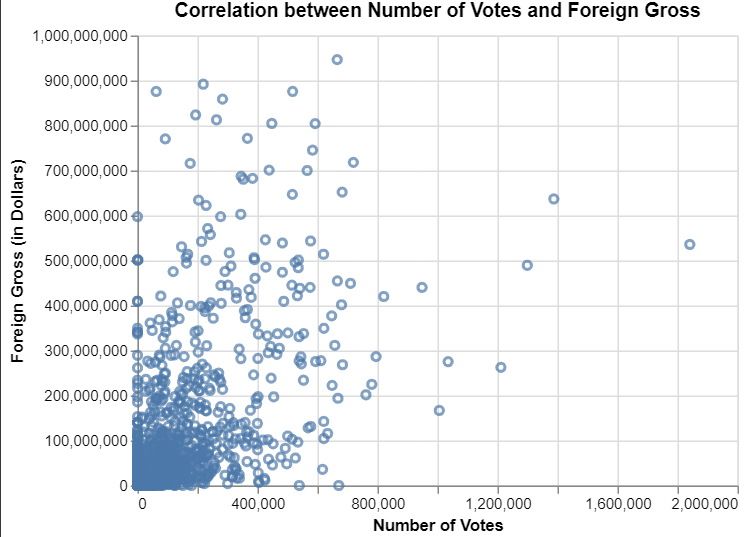 Correlation between Number of Votes and Foreign Gross
1,000,000,000
900,000,000
800,000,000
700,000,000
600,000,000
500,000,000
400,000,000
300,000,000
200,000,000
100,000,000
0
Foreign Gross (in Dollars)
0 400,000 800,000 1,200,000 1,600,000 2,000,000
Number of Votes